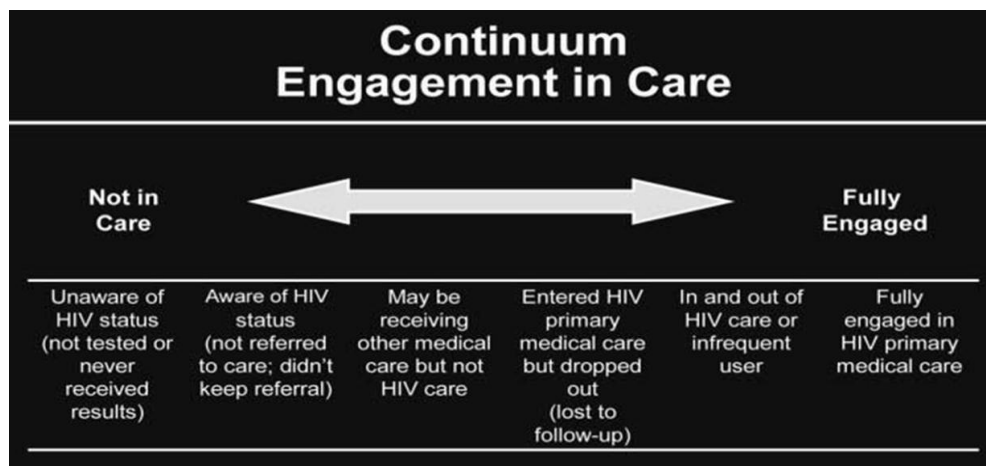 Continuum
Engagement in Care
Not in
Care
Fully
Engaged
Unaware of
HIV status
(not tested or
never
received
results)
Aware of HIV
status
(not referred
to care; didn't
keep referral)
May be
receiving
other medical
care but not
HIV care
Entered HIV
primary
medical care
but dropped
out
(lost to
follow-up)
In and out of
HIV care or
infrequent
user
Fully
engaged in
HIV primary
medical care